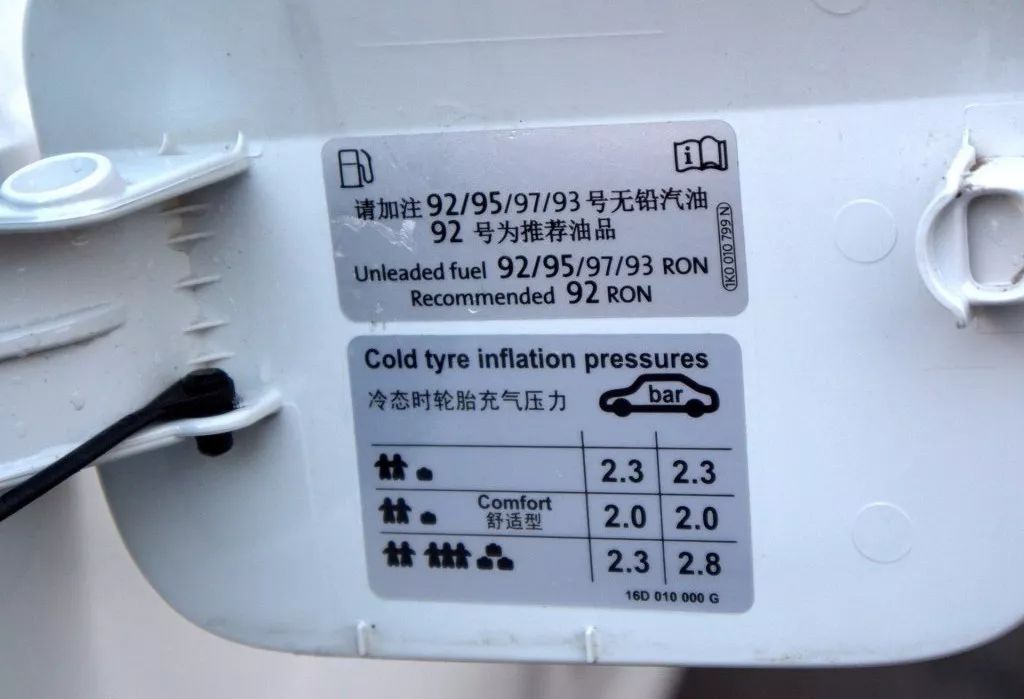 请加注 92/95/97/93 号无铅汽油
92 号为推荐油品
Unleaded fuel 92/95/97/93 RON
Recommended 92 RON
1K0 010 799 N
Cold tyre inflation pressures
冷态时轮胎充气压力
bar
2.3 2.3
Comfort
舒适型
2.0 2.0
2.3 2.8
16D 010 000 G